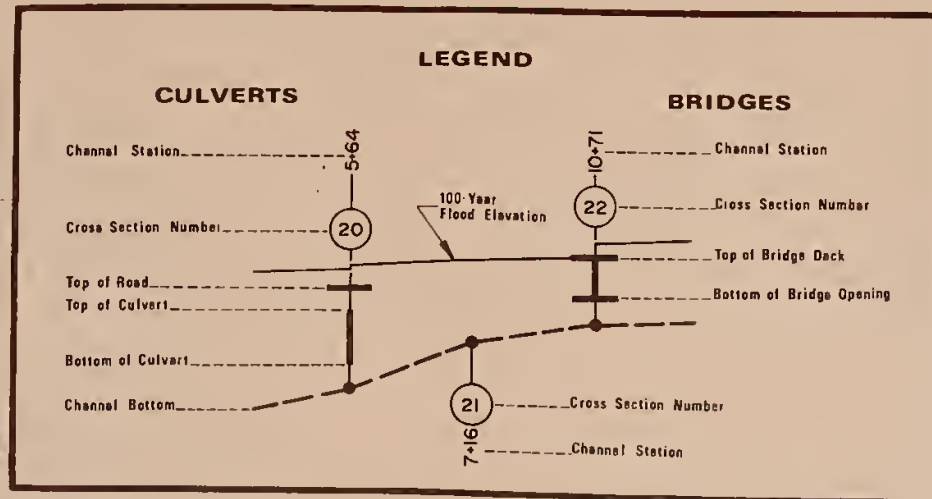 LEGEND
CULVERTS
BRIDGES
Channel Station
5+64
10+71
Channel Station
100-Year
Flood Elevation
Cross Section Number
20
22
Cross Section Number
Top of Road
Top of Culvert
Top of Bridge Deck
Bottom of Bridge Opening
Bottom of Culvert
Channel Bottom
21
Cross Section Number
7+16
Channel Station